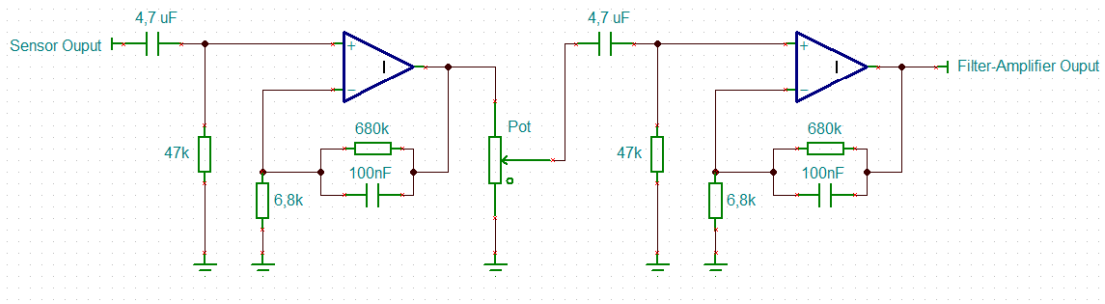 4,7 uF
Sensor Ouput
+
I
−
47k
680k
100nF
6,8k
Pot
4,7 uF
+
I
−
47k
680k
100nF
6,8k
Filter-Amplifier Ouput